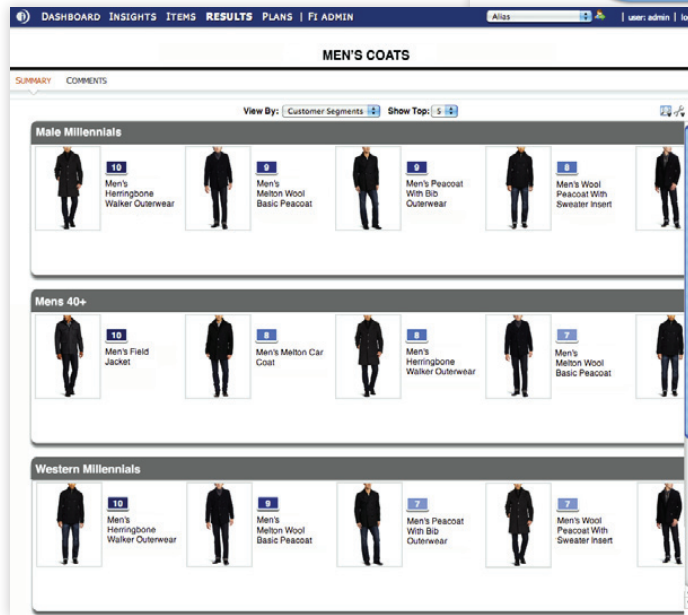 DASHBOARD INSIGHTS ITEMS RESULTS PLANS | FI ADMIN Alias | user: admin | lo
MEN'S COATS
SUMMARY COMMENTS
View By: Customer Segments Show Top: 5
Male Millennials
10
Men's
Herringbone
Walker Outerwear
9
Men's
Melton Wool
Basic Peacoat
9
Men's Peacoat
With Bib
Outerwear
8
Men's Wool
Peacoat With
Sweater Insert
Mens 40+
10
Men's Field
Jacket
8
Men's Melton Car
Coat
8
Men's
Herringbone
Walker Outerwear
7
Men's
Melton Wool
Basic Peacoat
Western Millennials
10
Men's
Herringbone
Walker Outerwear
9
Men's
Melton Wool
Basic Peacoat
7
Men's Peacoat
With Bib
Outerwear
7
Men's Wool
Peacoat With
Sweater Insert